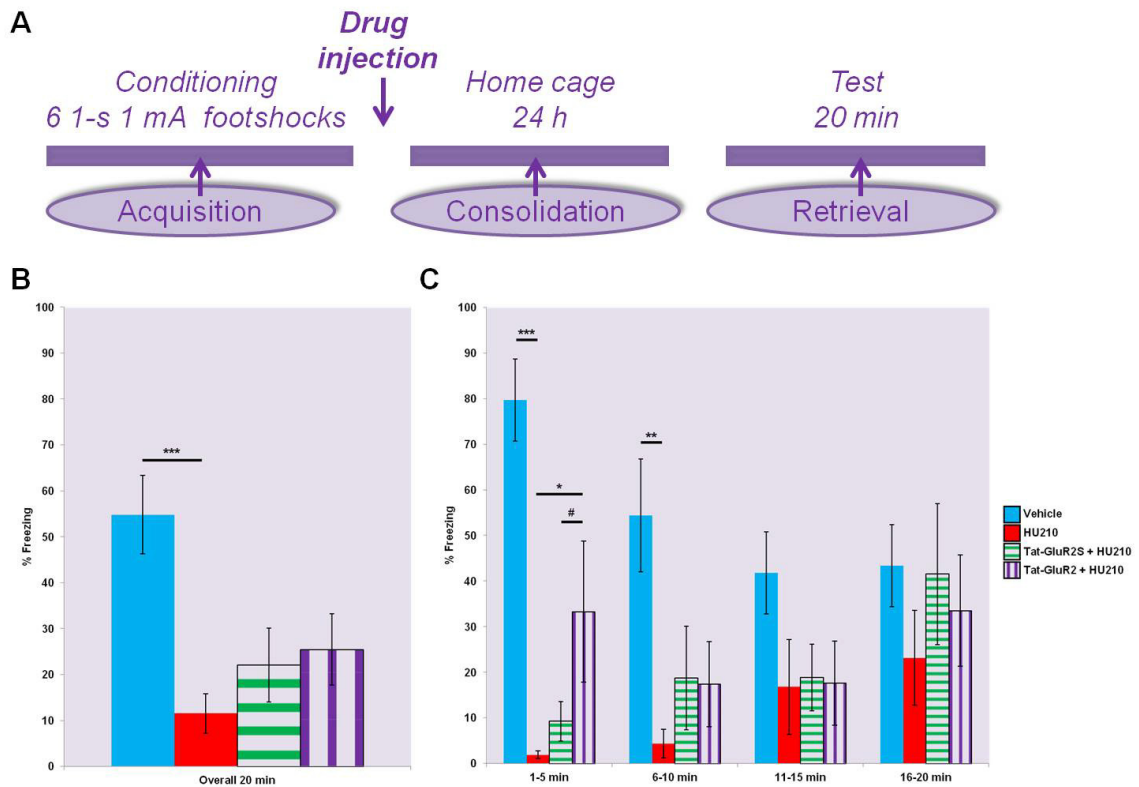 A
Drug
injection
Conditioning
6 1-s 1 mA footshocks
Home cage
24 h
Test
20 min
Acquisition
Consolidation
Retrieval
B
% Freezing
100
90
80
70
60
50
40
30
20
10
0
***
Overall 20 min
C
% Freezing
100
90
80
70
60
50
40
30
20
10
0
***
*
#
**
1-5 min
6-10 min
11-15 min
16-20 min
Vehicle
HU210
Tat-GluR2S + HU210
Tat-GluR2 + HU210